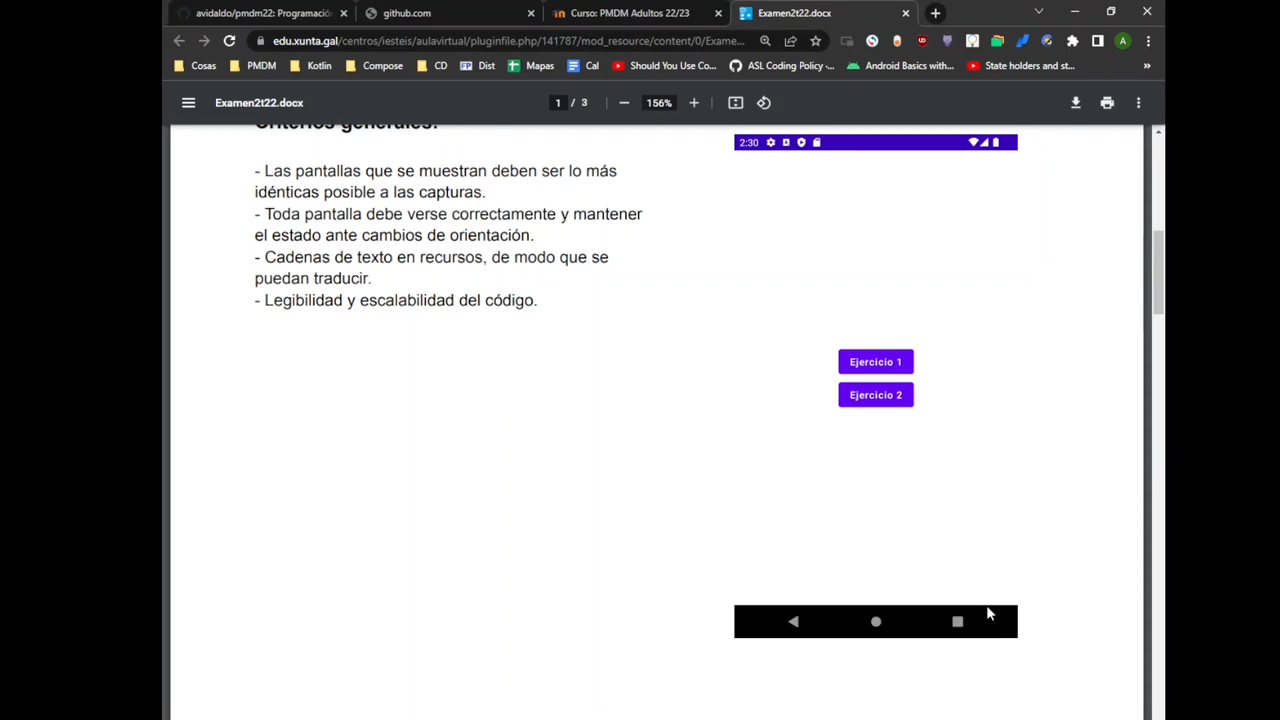 avidaldo/pmdm22: Programación
github.com
Curso: PMDM Adultos 22/23
Examen2t22.docx
edu.xunta.gal/centros/iesteis/aulavirtual/pluginfile.php/141787/mod_resource/content/0/Exame...
Cosas
PMDM
Kotlin
Compose
CD
Dist
Mapas
Cal
Should You Use Co...
ASL Coding Policy -...
Android Basics with...
State holders and st...
Examen2t22.docx
1 / 3
156%
Criterios generales:
- Las pantallas que se muestran deben ser lo más
idénticas posible a las capturas.
- Toda pantalla debe verse correctamente y mantener
el estado ante cambios de orientación.
- Cadenas de texto en recursos, de modo que se
puedan traducir.
- Legibilidad y escalabilidad del código.
2:30
Ejercicio 1
Ejercicio 2